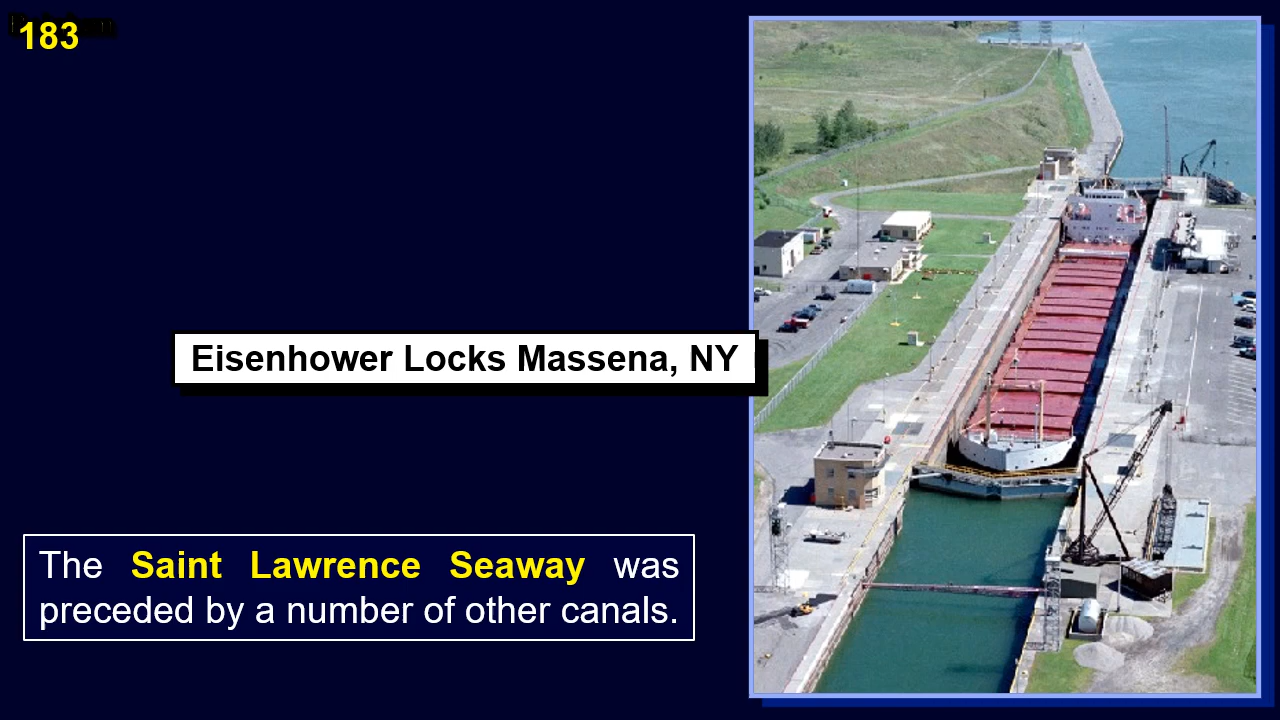 183
Eisenhower Locks Massena, NY
The Saint Lawrence Seaway was
preceded by a number of other canals.